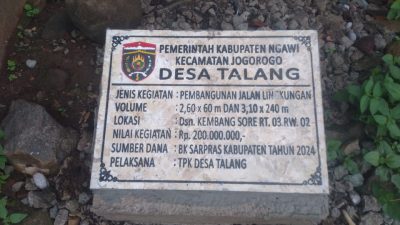 PEMERINTAH KABUPATEN NGAWI
KECAMATAN JOGOROGO
DESA TALANG
JENIS KEGIATAN : PEMBANGUNAN JALAN LINGKUNGAN
VOLUME : 2,60 x 60 m DAN 3,10 x 240 m
LOKASI : Dsn. KEMBANG SORE RT. 03. RW. 02
NILAI KEGIATAN : Rp. 200.000.000,-
SUMBER DANA : BK SARPRAS KABUPATEN TAHUN 2024
PELAKSANA : TPK DESA TALANG